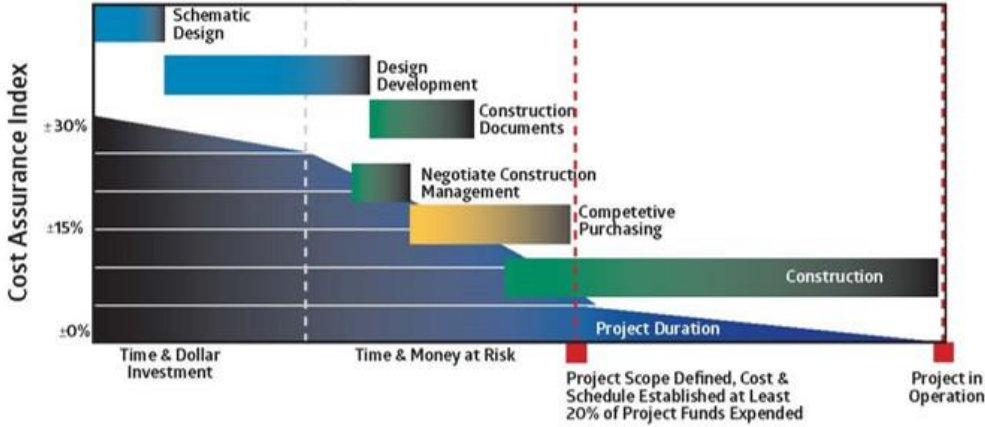 Schematic
Design
Design
Development
Construction
Documents
Negotiate Construction
Management
Competetive
Purchasing
Construction
Project Duration
Cost Assurance Index
±30%
±15%
±0%
Time & Dollar
Investment
Time & Money at Risk
Project Scope Defined, Cost &
Schedule Established at Least
20% of Project Funds Expended
Project in
Operation